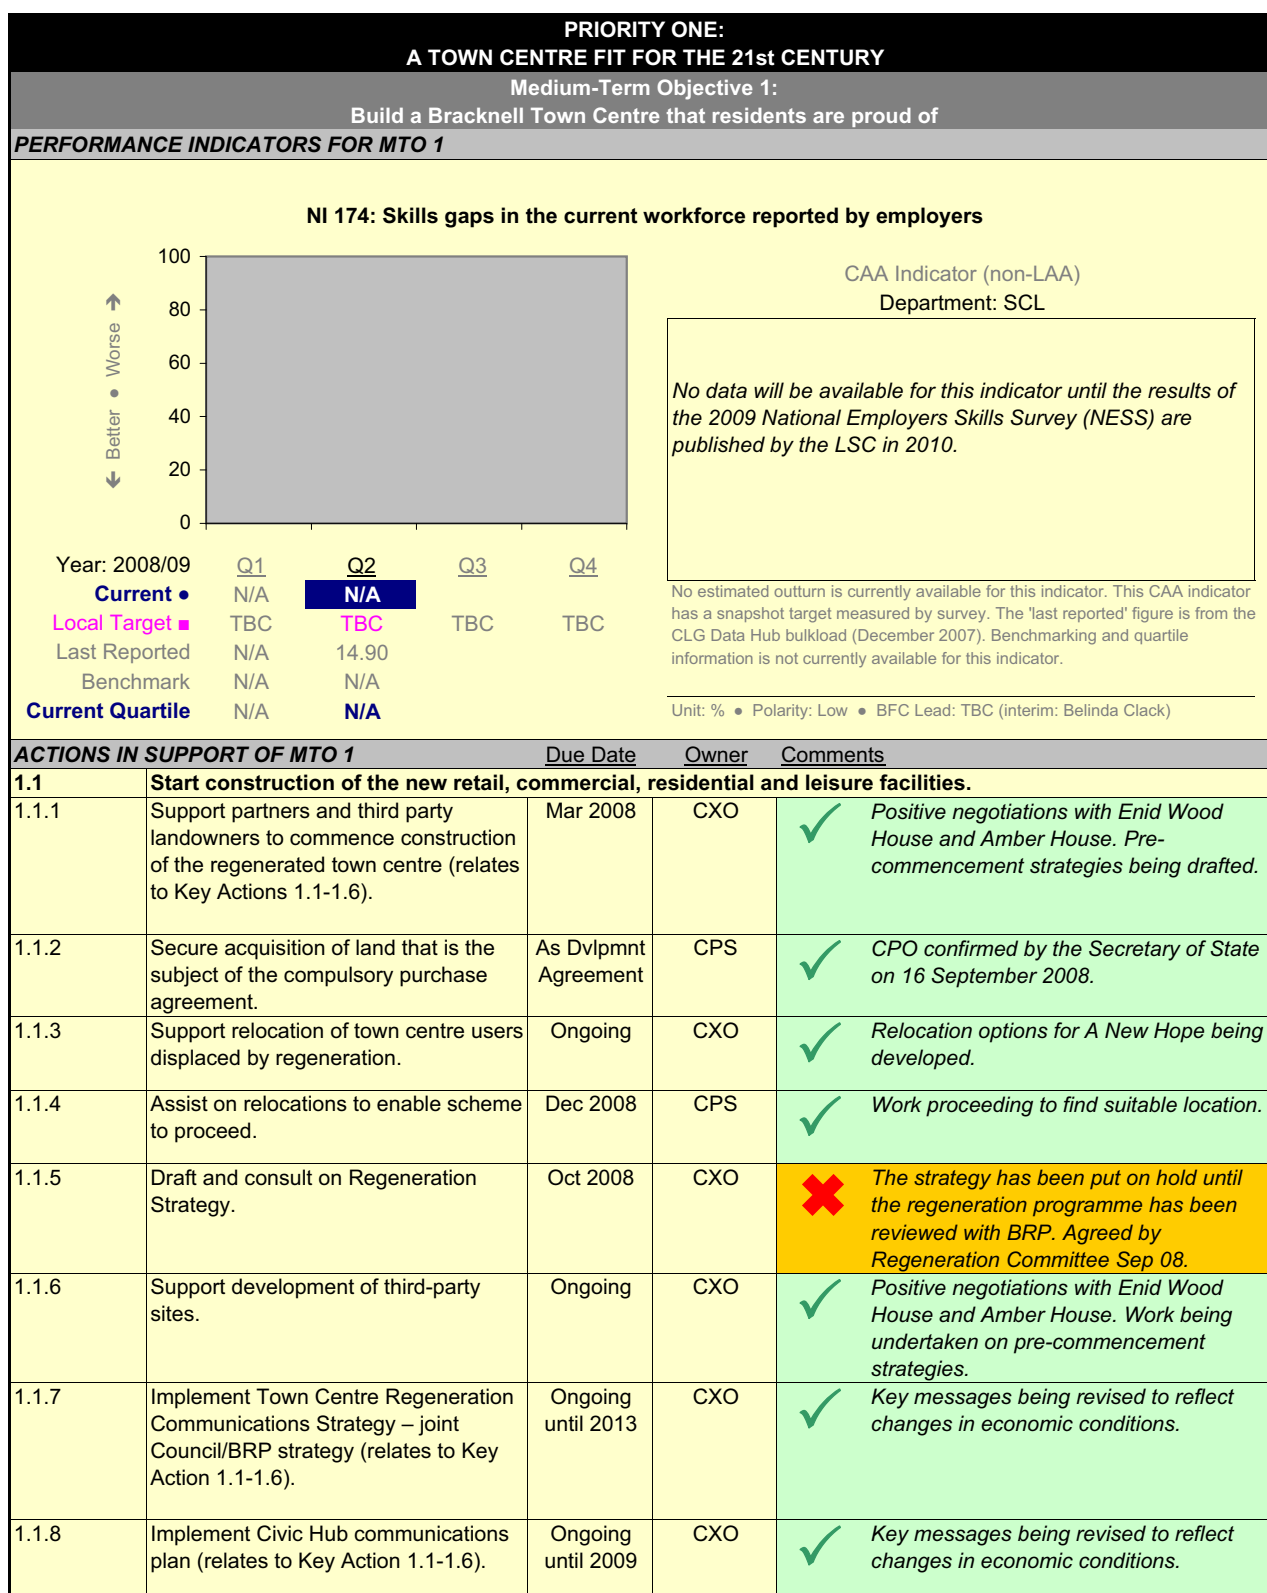 PRIORITY ONE:
A TOWN CENTRE FIT FOR THE 21st CENTURY
Medium-Term Objective 1:
Build a Bracknell Town Centre that residents are proud of
PERFORMANCE INDICATORS FOR MTO 1
NI 174: Skills gaps in the current workforce reported by employers
100
80
60
40
20
0
← Better ● Worse →
CAA Indicator (non-LAA)
Department: SCL
No data will be available for this indicator until the results of
the 2009 National Employers Skills Survey (NESS) are
published by the LSC in 2010.
Year: 2008/09 Q1 Q2 Q3 Q4
Current ● N/A N/A
Local Target ■ TBC TBC TBC TBC
Last Reported N/A 14.90
Benchmark N/A N/A
Current Quartile N/A N/A
No estimated outturn is currently available for this indicator. This CAA indicator
has a snapshot target measured by survey. The 'last reported' figure is from the
CLG Data Hub bulkload (December 2007). Benchmarking and quartile
information is not currently available for this indicator.
Unit: % ● Polarity: Low ● BFC Lead: TBC (interim: Belinda Clack)
ACTIONS IN SUPPORT OF MTO 1 Due Date Owner Comments
1.1 Start construction of the new retail, commercial, residential and leisure facilities.
1.1.1 Support partners and third party Mar 2008 CXO ✓ Positive negotiations with Enid Wood
landowners to commence construction House and Amber House. Pre-
of the regenerated town centre (relates commencement strategies being drafted.
to Key Actions 1.1-1.6).
1.1.2 Secure acquisition of land that is the As Dvlpmnt CPS ✓ CPO confirmed by the Secretary of State
subject of the compulsory purchase Agreement on 16 September 2008.
agreement.
1.1.3 Support relocation of town centre users Ongoing CXO ✓ Relocation options for A New Hope being
displaced by regeneration. developed.
1.1.4 Assist on relocations to enable scheme Dec 2008 CPS ✓ Work proceeding to find suitable location.
to proceed.
1.1.5 Draft and consult on Regeneration Oct 2008 CXO ✖ The strategy has been put on hold until
Strategy. the regeneration programme has been
reviewed with BRP. Agreed by
Regeneration Committee Sep 08.
1.1.6 Support development of third-party Ongoing CXO ✓ Positive negotiations with Enid Wood
sites. House and Amber House. Work being
undertaken on pre-commencement
strategies.
1.1.7 Implement Town Centre Regeneration Ongoing CXO ✓ Key messages being revised to reflect
Communications Strategy – joint until 2013 changes in economic conditions.
Council/BRP strategy (relates to Key
Action 1.1-1.6).
1.1.8 Implement Civic Hub communications Ongoing CXO ✓ Key messages being revised to reflect
plan (relates to Key Action 1.1-1.6). until 2009 changes in economic conditions.